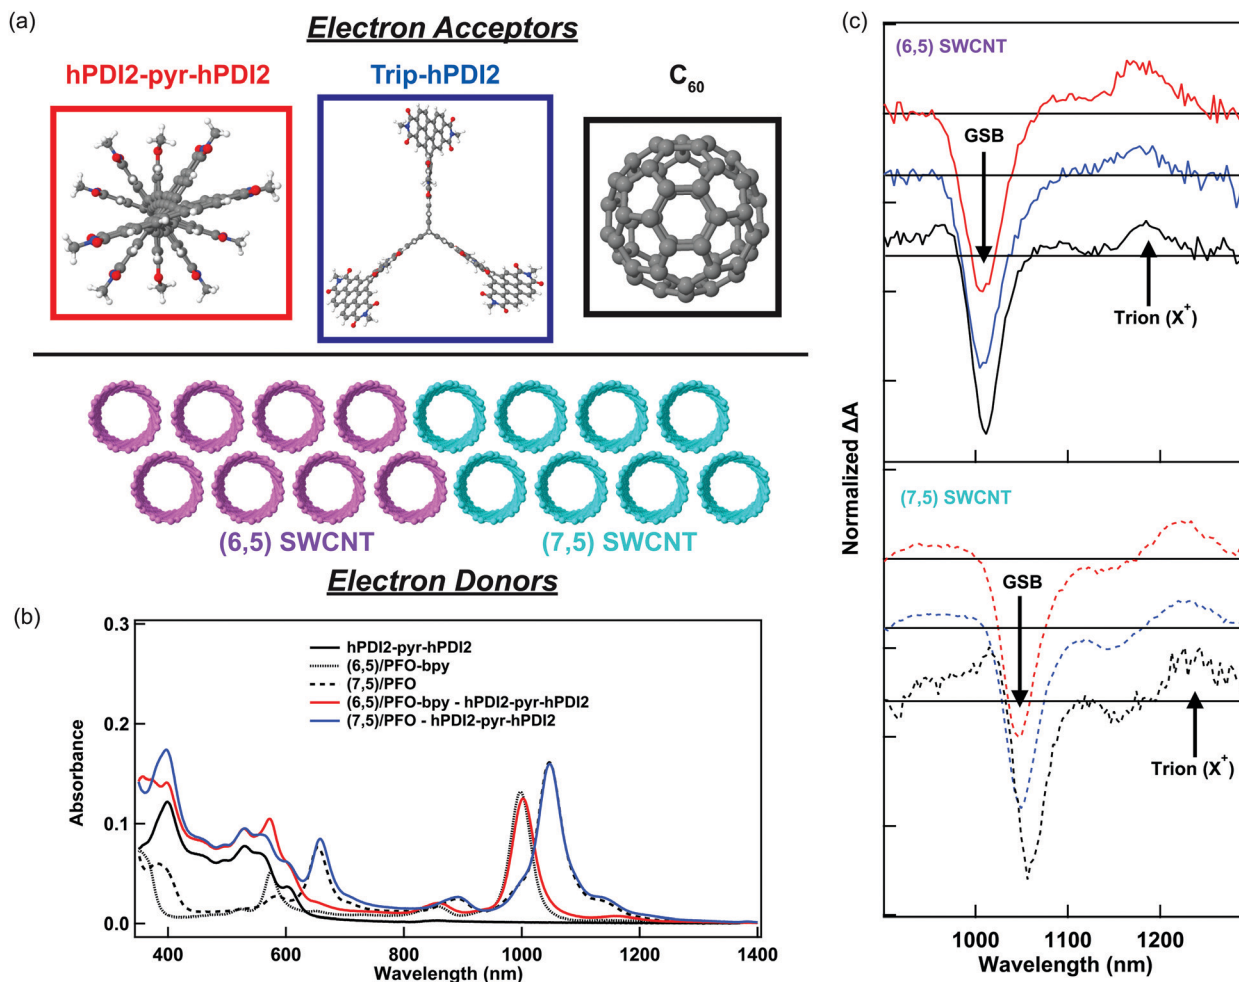 (a)
Electron Acceptors
hPDI2-pyr-hPDI2
Trip-hPDI2
C60
(6,5) SWCNT
(7,5) SWCNT
Electron Donors
(b)
0.3
0.2
0.1
0.0
Absorbance
hPDI2-pyr-hPDI2
(6,5)/PFO-bpy
(7,5)/PFO
(6,5)/PFO-bpy - hPDI2-pyr-hPDI2
(7,5)/PFO - hPDI2-pyr-hPDI2
400 600 800 1000 1200 1400
Wavelength (nm)
(c)
(6,5) SWCNT
GSB
Trion (X+)
Normalized ΔA
(7,5) SWCNT
GSB
Trion (X+)
1000 1100 1200
Wavelength (nm)